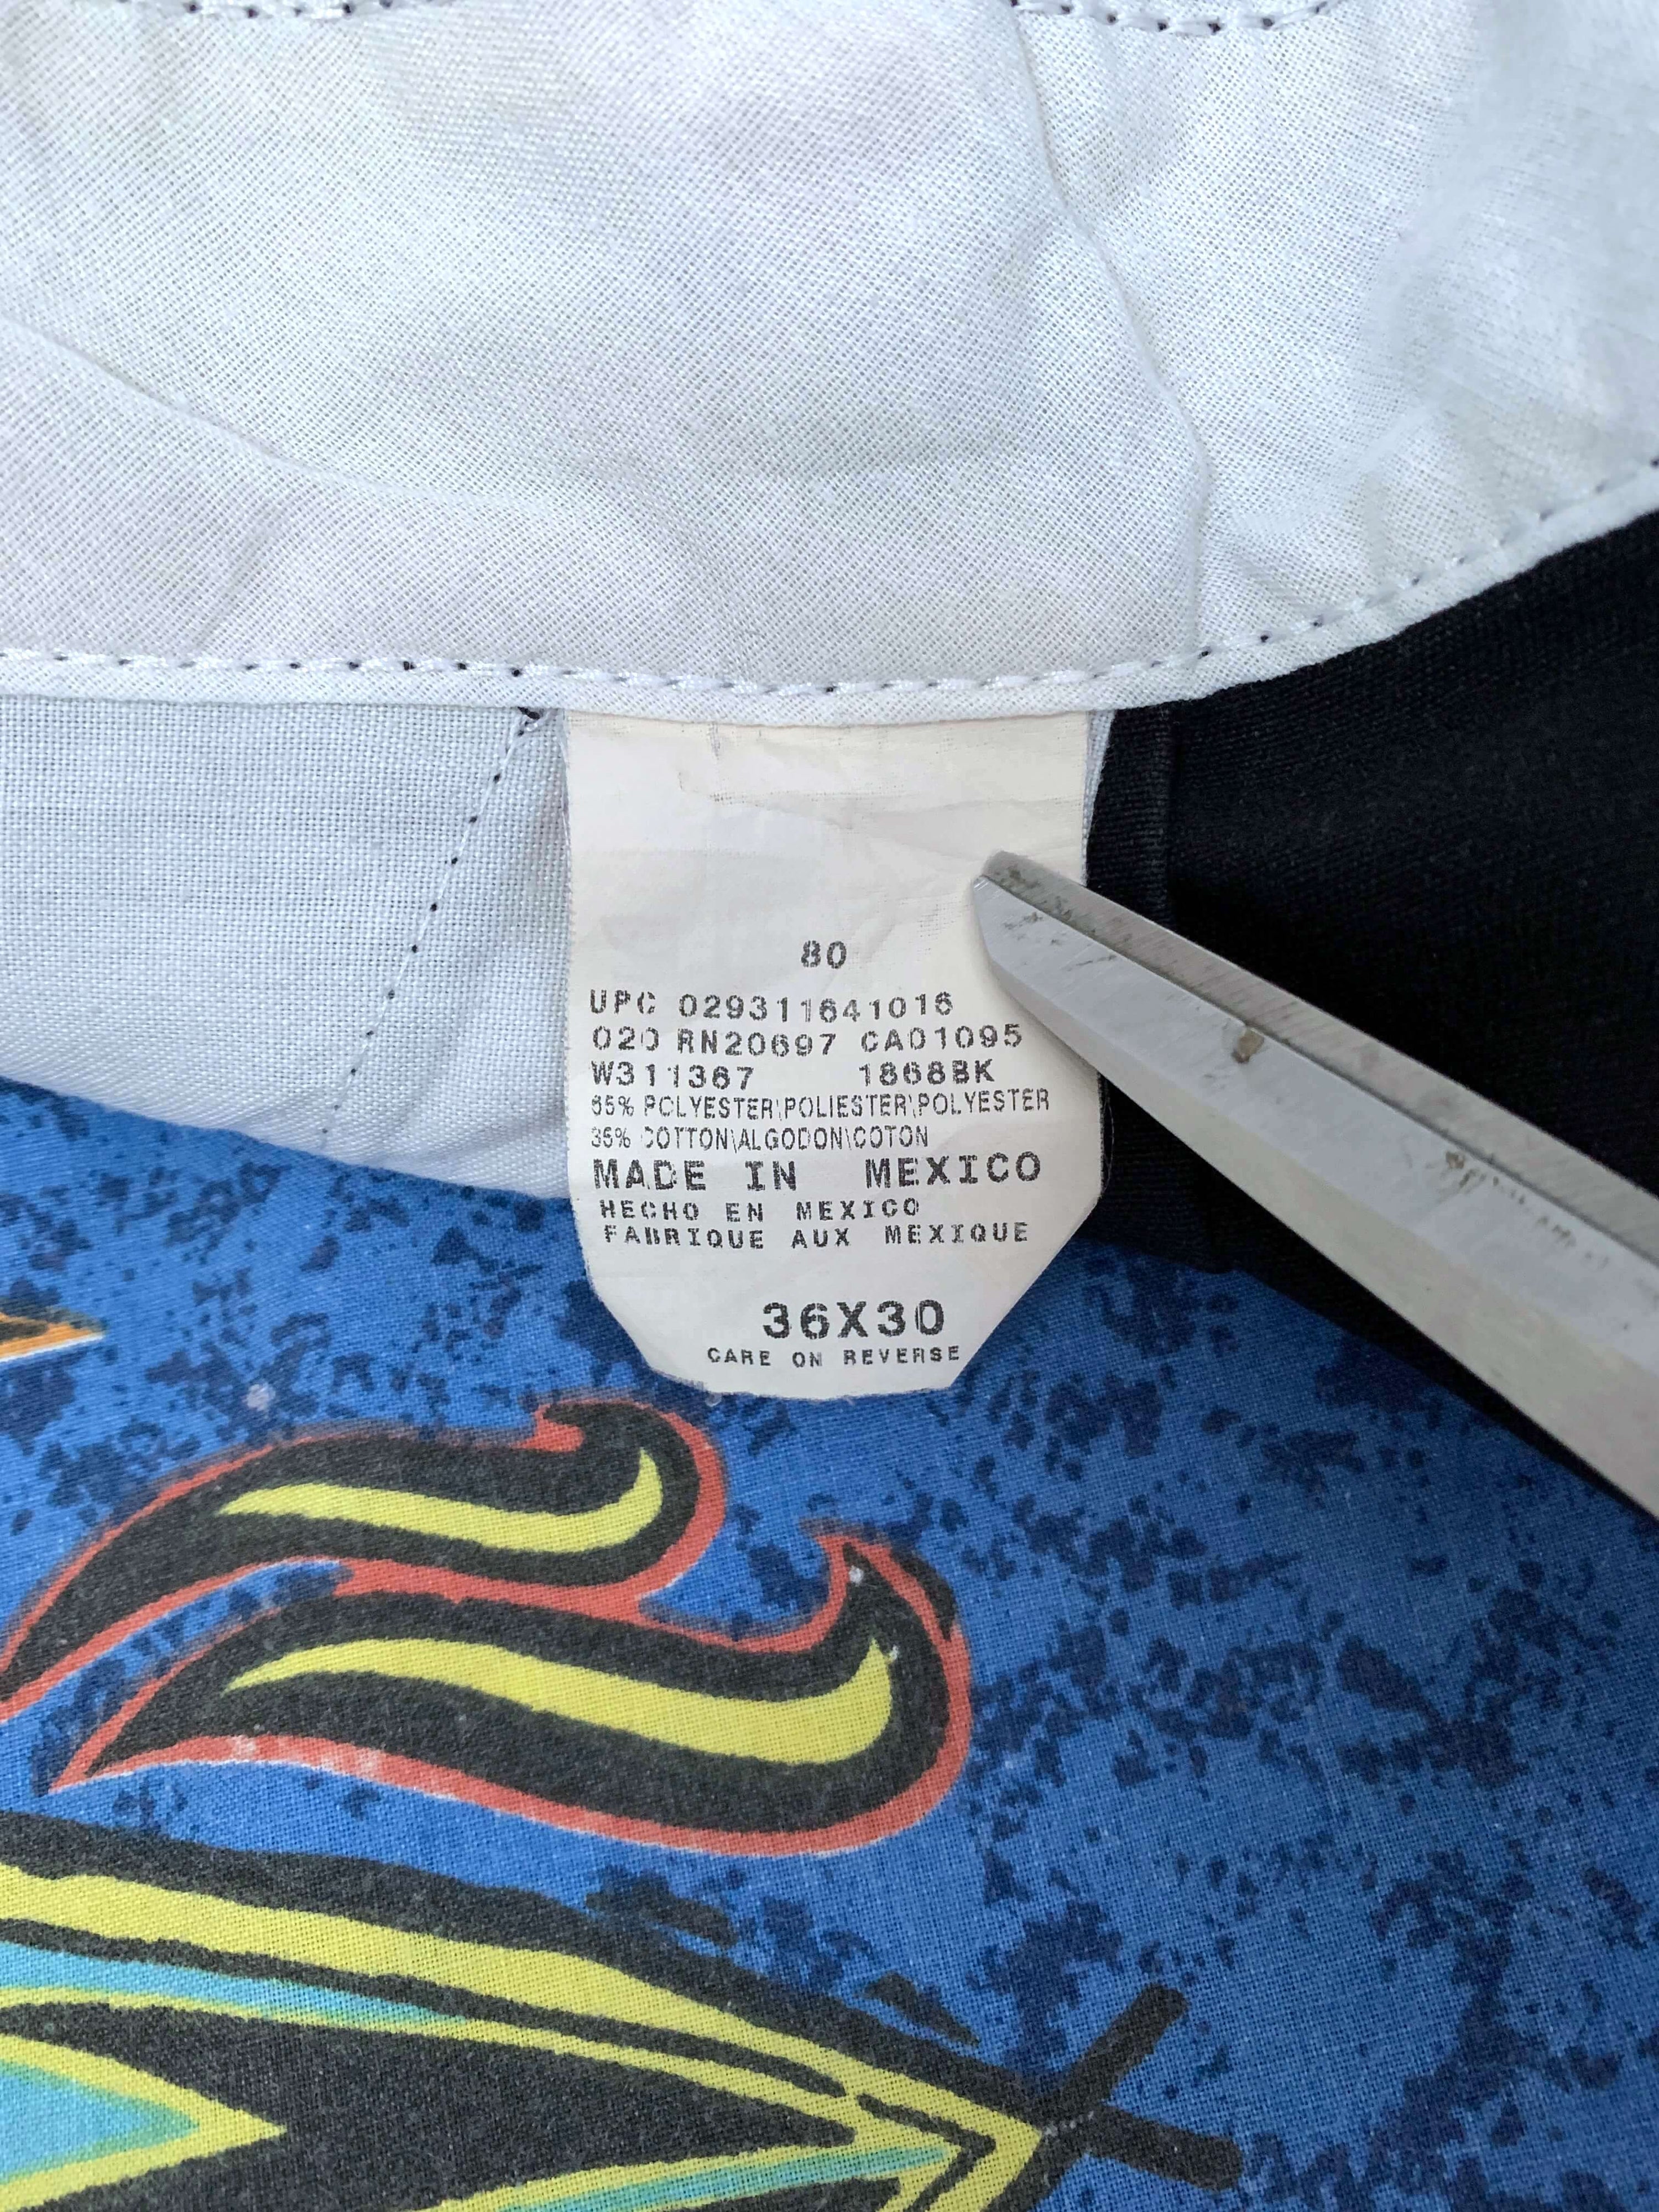 80
UPC 029311641016
020 RN20697 CA01095
W311367 1868BK
65% POLYESTER\POLIESTER\POLYESTER
35% COTTON\ALGODON\COTON
MADE IN MEXICO
HECHO EN MEXICO
FABRIQUE AUX MEXIQUE
36X30
CARE ON REVERSE